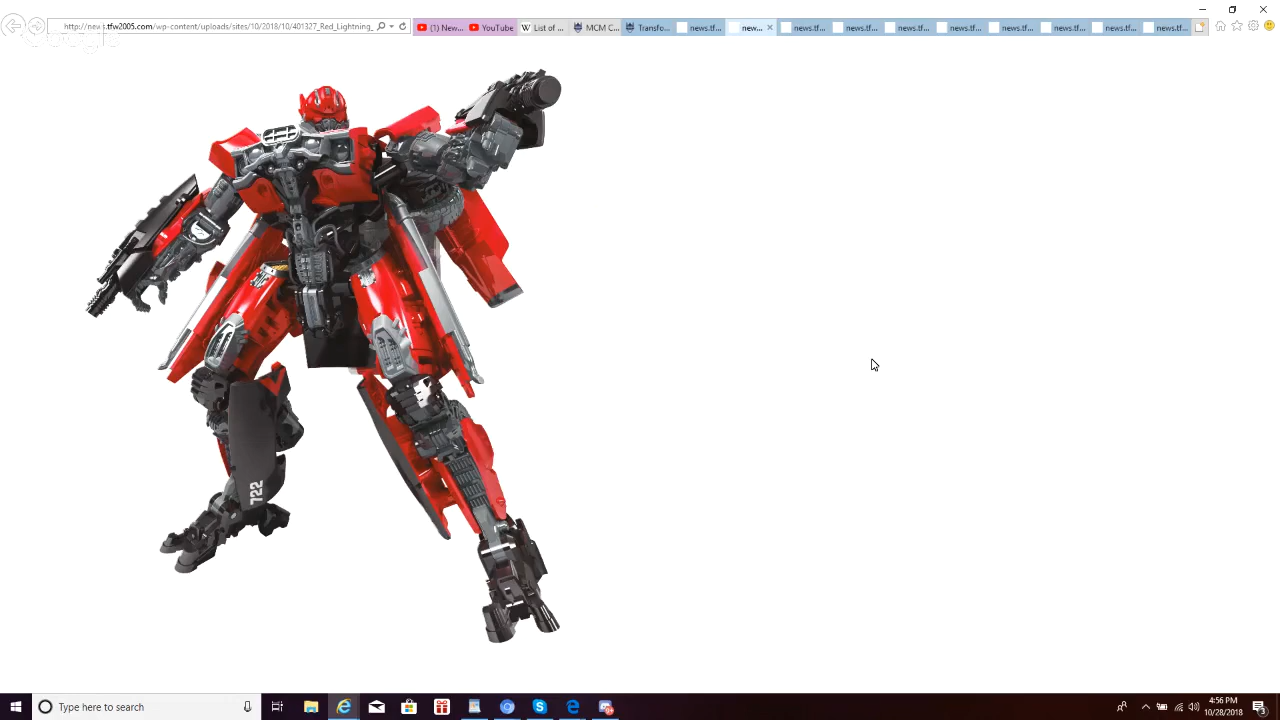 http://news.tfw2005.com/wp-content/uploads/sites/10/2018/10/401327_Red_Lightning_
(1) New...
YouTube
List of ...
MCM C...
Transfo...
news.tf...
new...
news.tf...
news.tf...
news.tf...
news.tf...
news.tf...
news.tf...
news.tf...
news.tf...
722
Type here to search
4:56 PM
10/28/2018
3